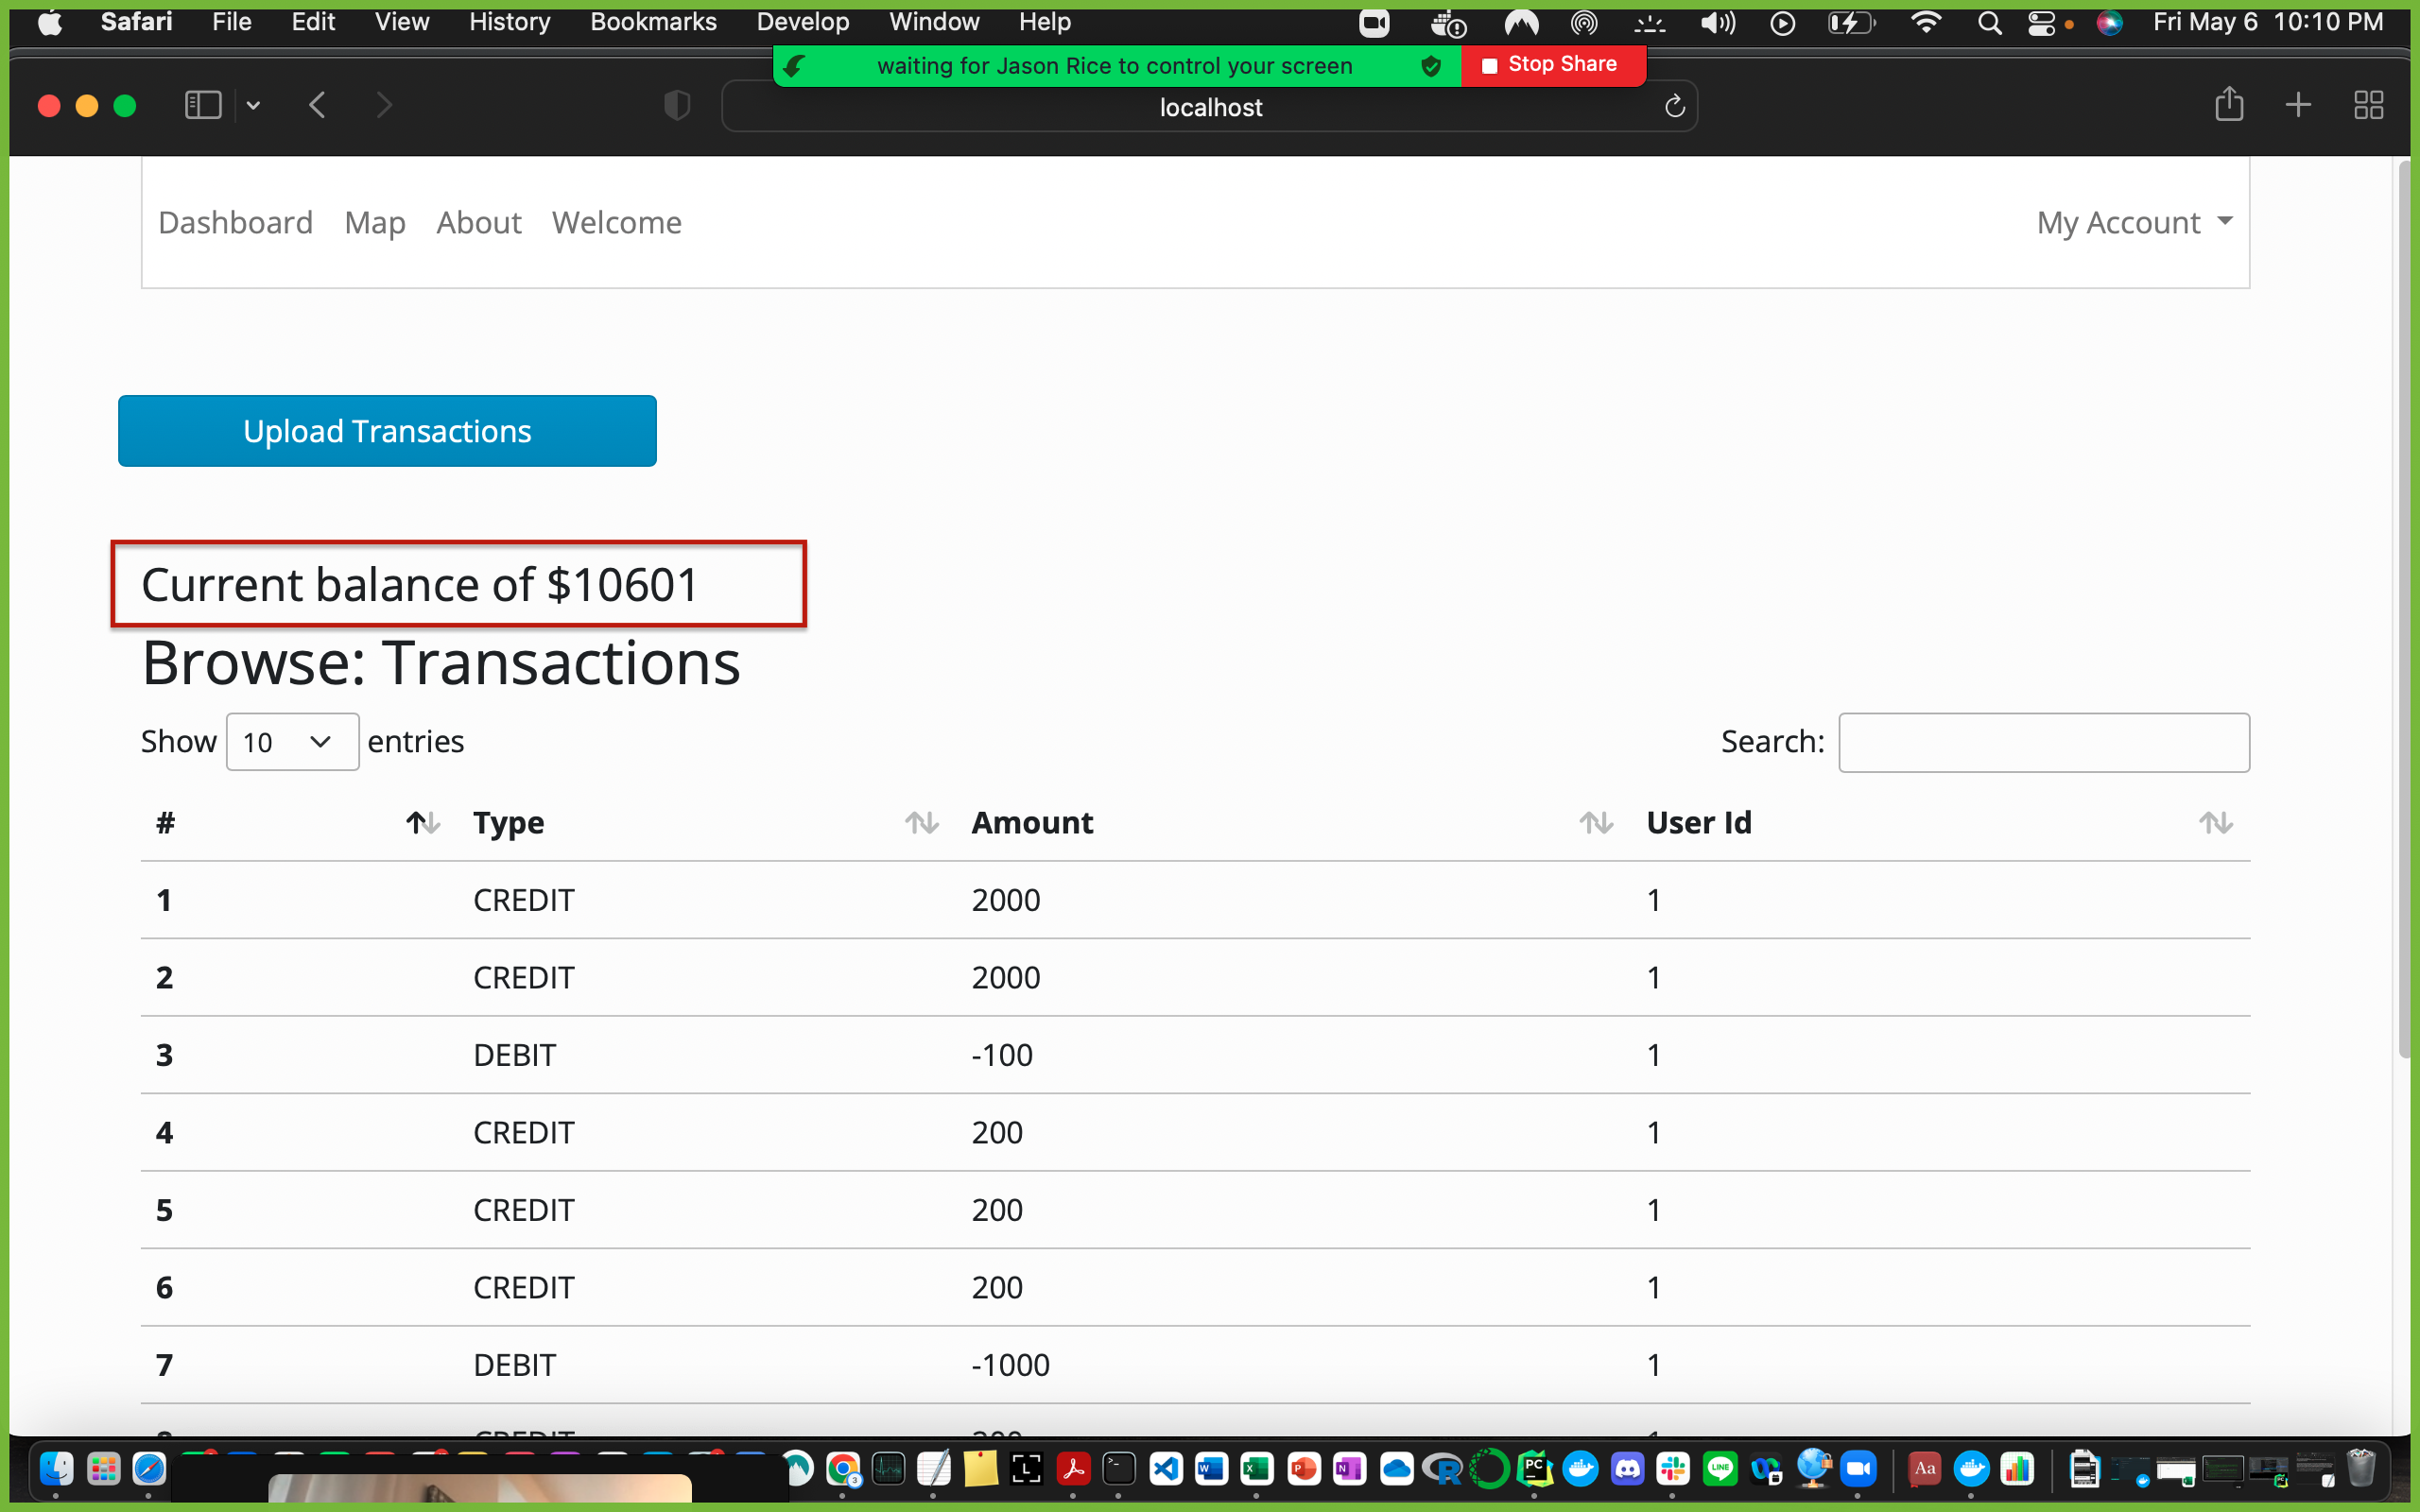 Safari File Edit View History Bookmarks Develop Window Help Fri May 6 10:10 PM
waiting for Jason Rice to control your screen Stop Share
localhost
Dashboard Map About Welcome My Account
Upload Transactions
Current balance of $10601
Browse: Transactions
Show 10 entries Search:
# Type Amount User Id
1 CREDIT 2000 1
2 CREDIT 2000 1
3 DEBIT -100 1
4 CREDIT 200 1
5 CREDIT 200 1
6 CREDIT 200 1
7 DEBIT -1000 1